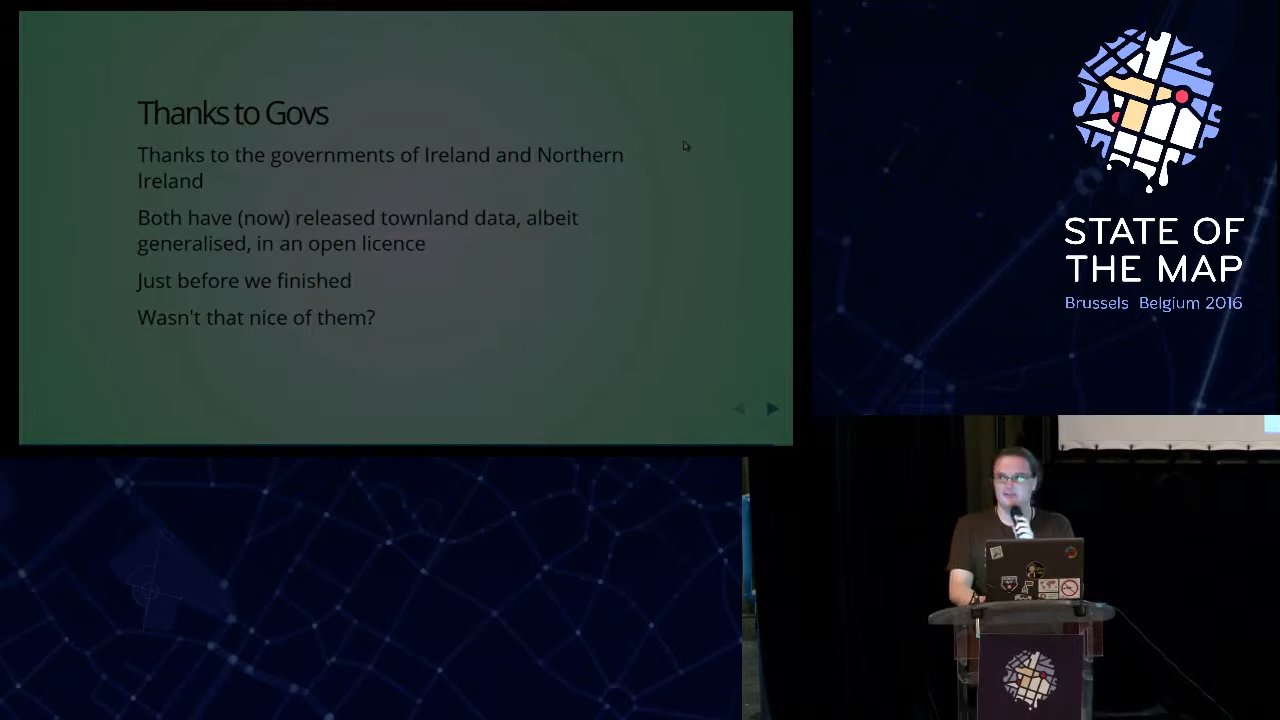 Thanks to Govs
Thanks to the governments of Ireland and Northern
Ireland
Both have (now) released townland data, albeit
generalised, in an open licence
Just before we finished
Wasn't that nice of them?
STATE OF
THE MAP
Brussels Belgium 2016